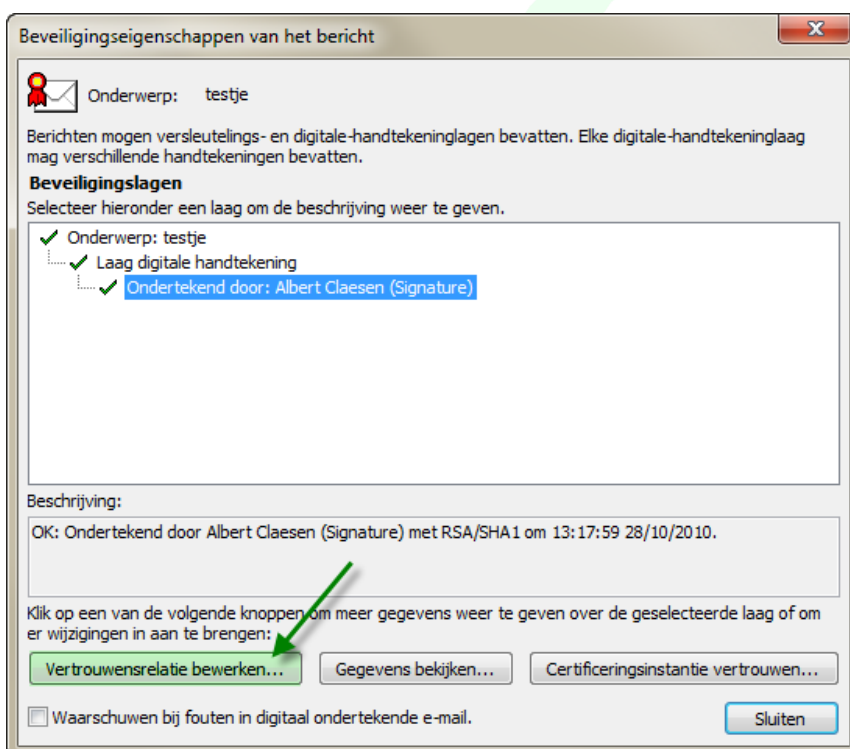 Beveiligingseigenschappen van het bericht
Onderwerp: testje
Berichten mogen versleutelings- en digitale-handtekeninglagen bevatten. Elke digitale-handtekeninglaag
mag verschillende handtekeningen bevatten.
Beveiligingslagen
Selecteer hieronder een laag om de beschrijving weer te geven.
Onderwerp: testje
Laag digitale handtekening
Ondertekend door: Albert Claesen (Signature)
Beschrijving:
OK: Ondertekend door Albert Claesen (Signature) met RSA/SHA1 om 13:17:59 28/10/2010.
Klik op een van de volgende knoppen om meer gegevens weer te geven over de geselecteerde laag of om
er wijzigingen in aan te brengen:
Vertrouwensrelatie bewerken... Gegevens bekijken... Certificeringsinstantie vertrouwen...
Waarschuwen bij fouten in digitaal ondertekende e-mail. Sluiten